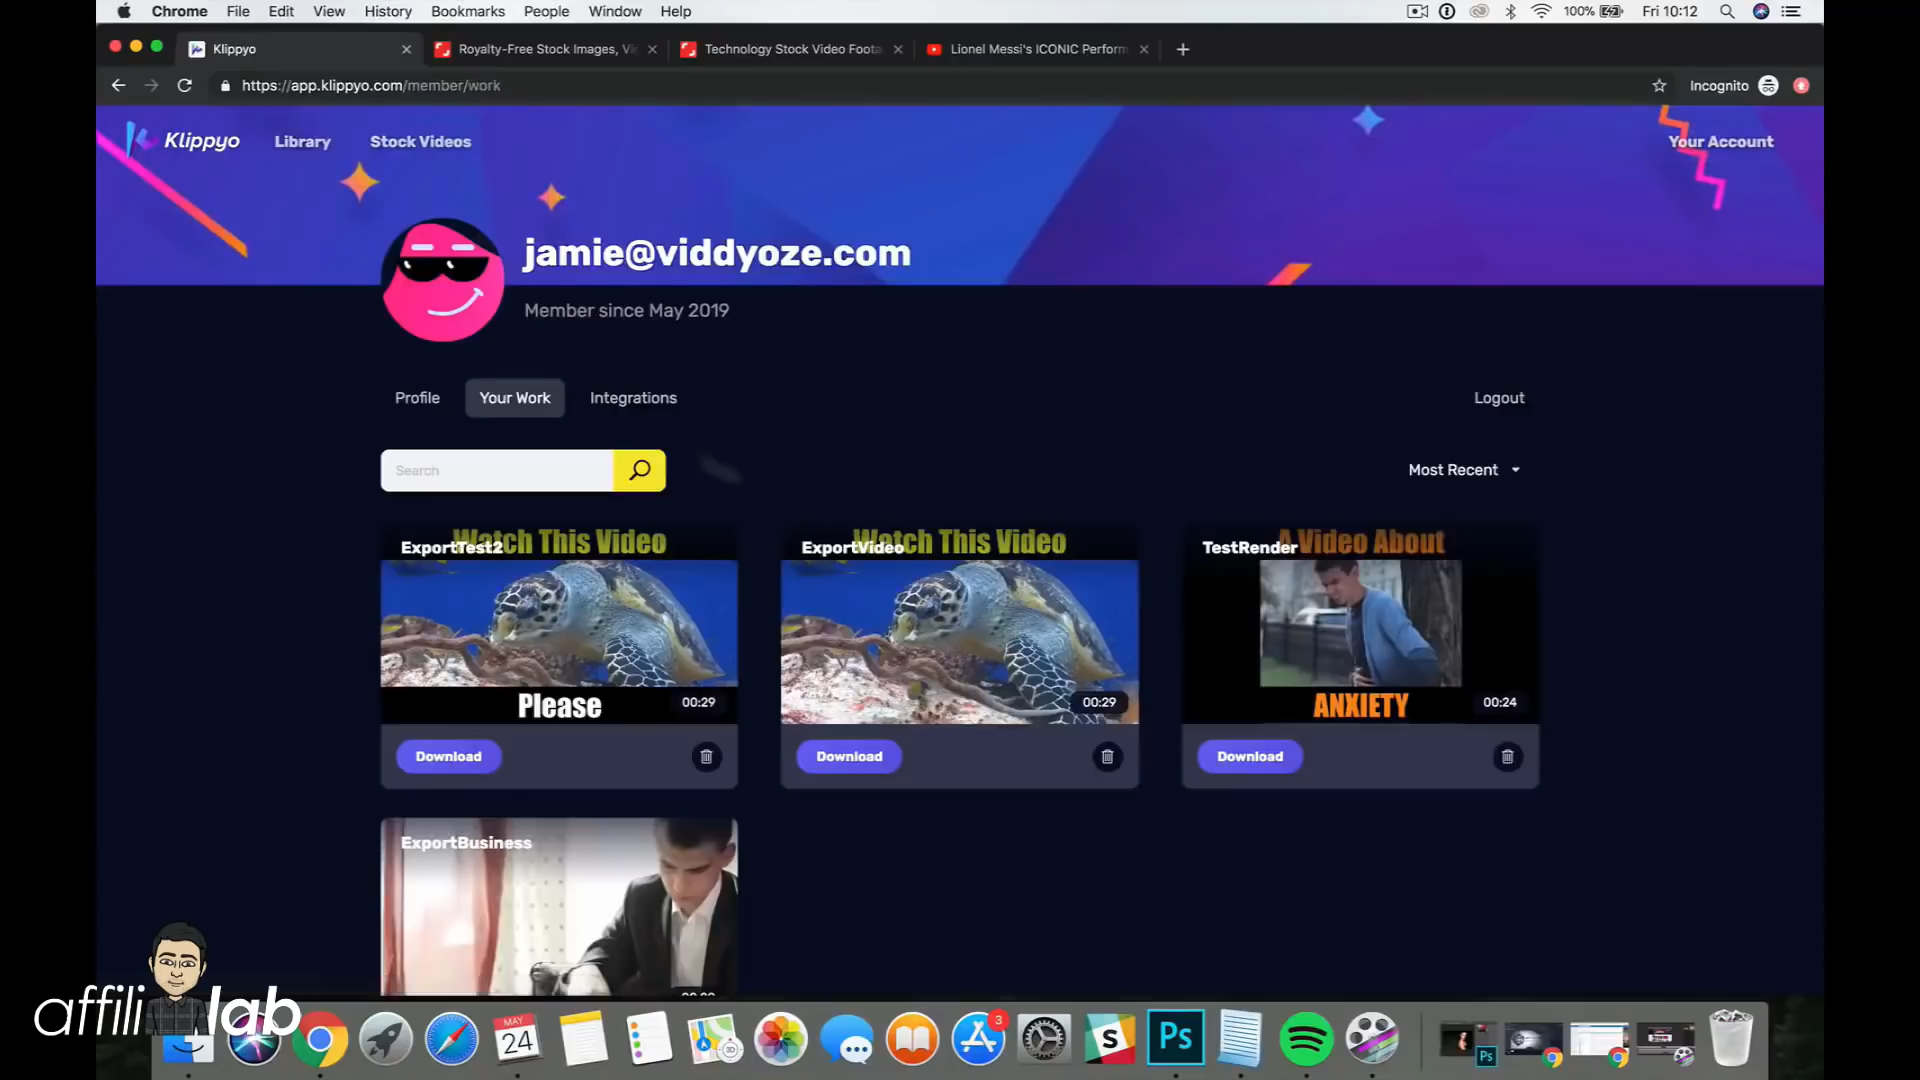 Chrome File Edit View History Bookmarks People Window Help 100% Fri 10:12
Klippyo Royalty-Free Stock Images, Vi Technology Stock Video Foota Lionel Messi's ICONIC Perform
https://app.klippyo.com/member/work Incognito
Klippyo Library Stock Videos Your Account
jamie@viddyoze.com
Member since May 2019
Profile Your Work Integrations Logout
Search Most Recent
Watch This Video Watch This Video A Video About
ExportTest2 ExportVideo TestRender
Please 00:29 00:29 ANXIETY 00:24
Download Download Download
ExportBusiness
affili lab
MAY
24
3D
3
S
Ps
Ps